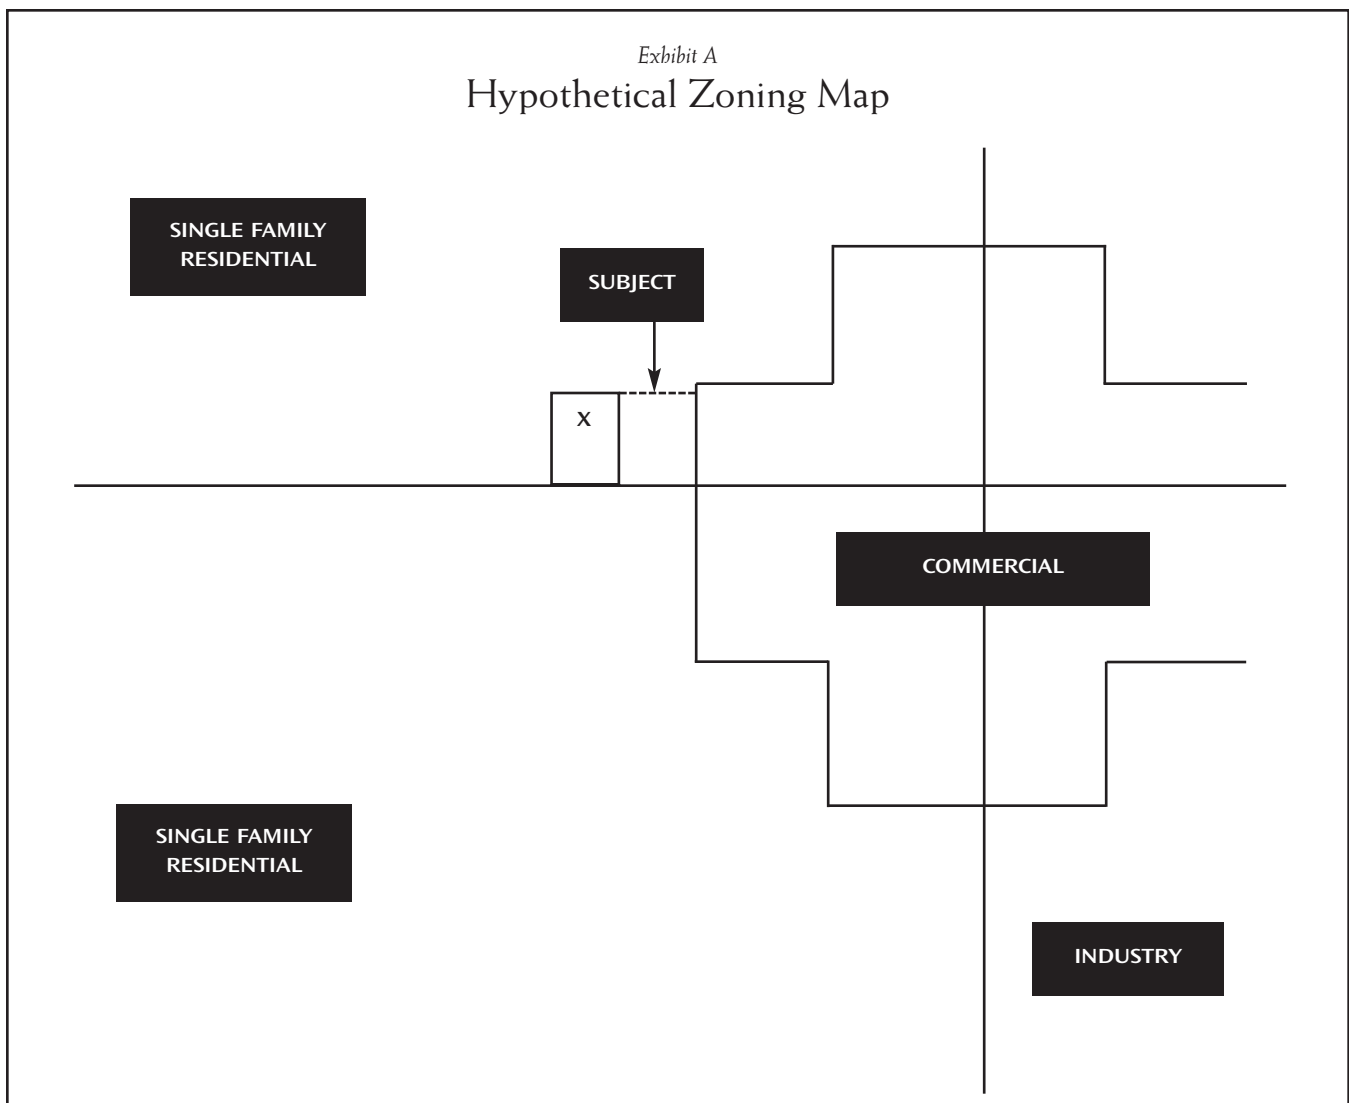 Exhibit A
Hypothetical Zoning Map
SINGLE FAMILY
RESIDENTIAL
SUBJECT
X
COMMERCIAL
SINGLE FAMILY
RESIDENTIAL
INDUSTRY